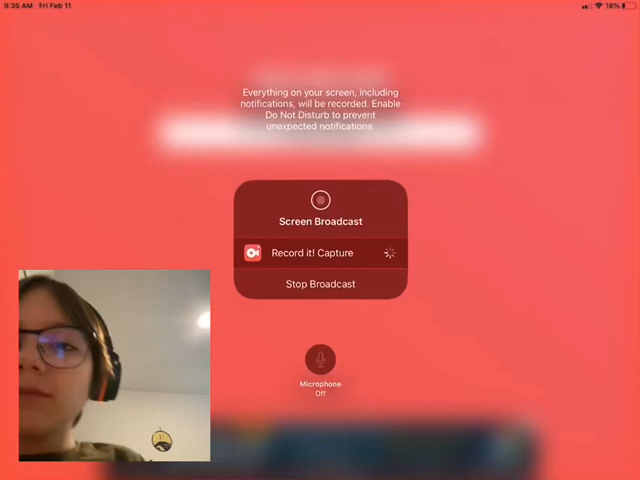 9:35 AM Fri Feb 11
18%
Everything on your screen, including
notifications, will be recorded. Enable
Do Not Disturb to prevent
unexpected notifications.
Screen Broadcast
Record it! Capture
Stop Broadcast
Microphone
Off